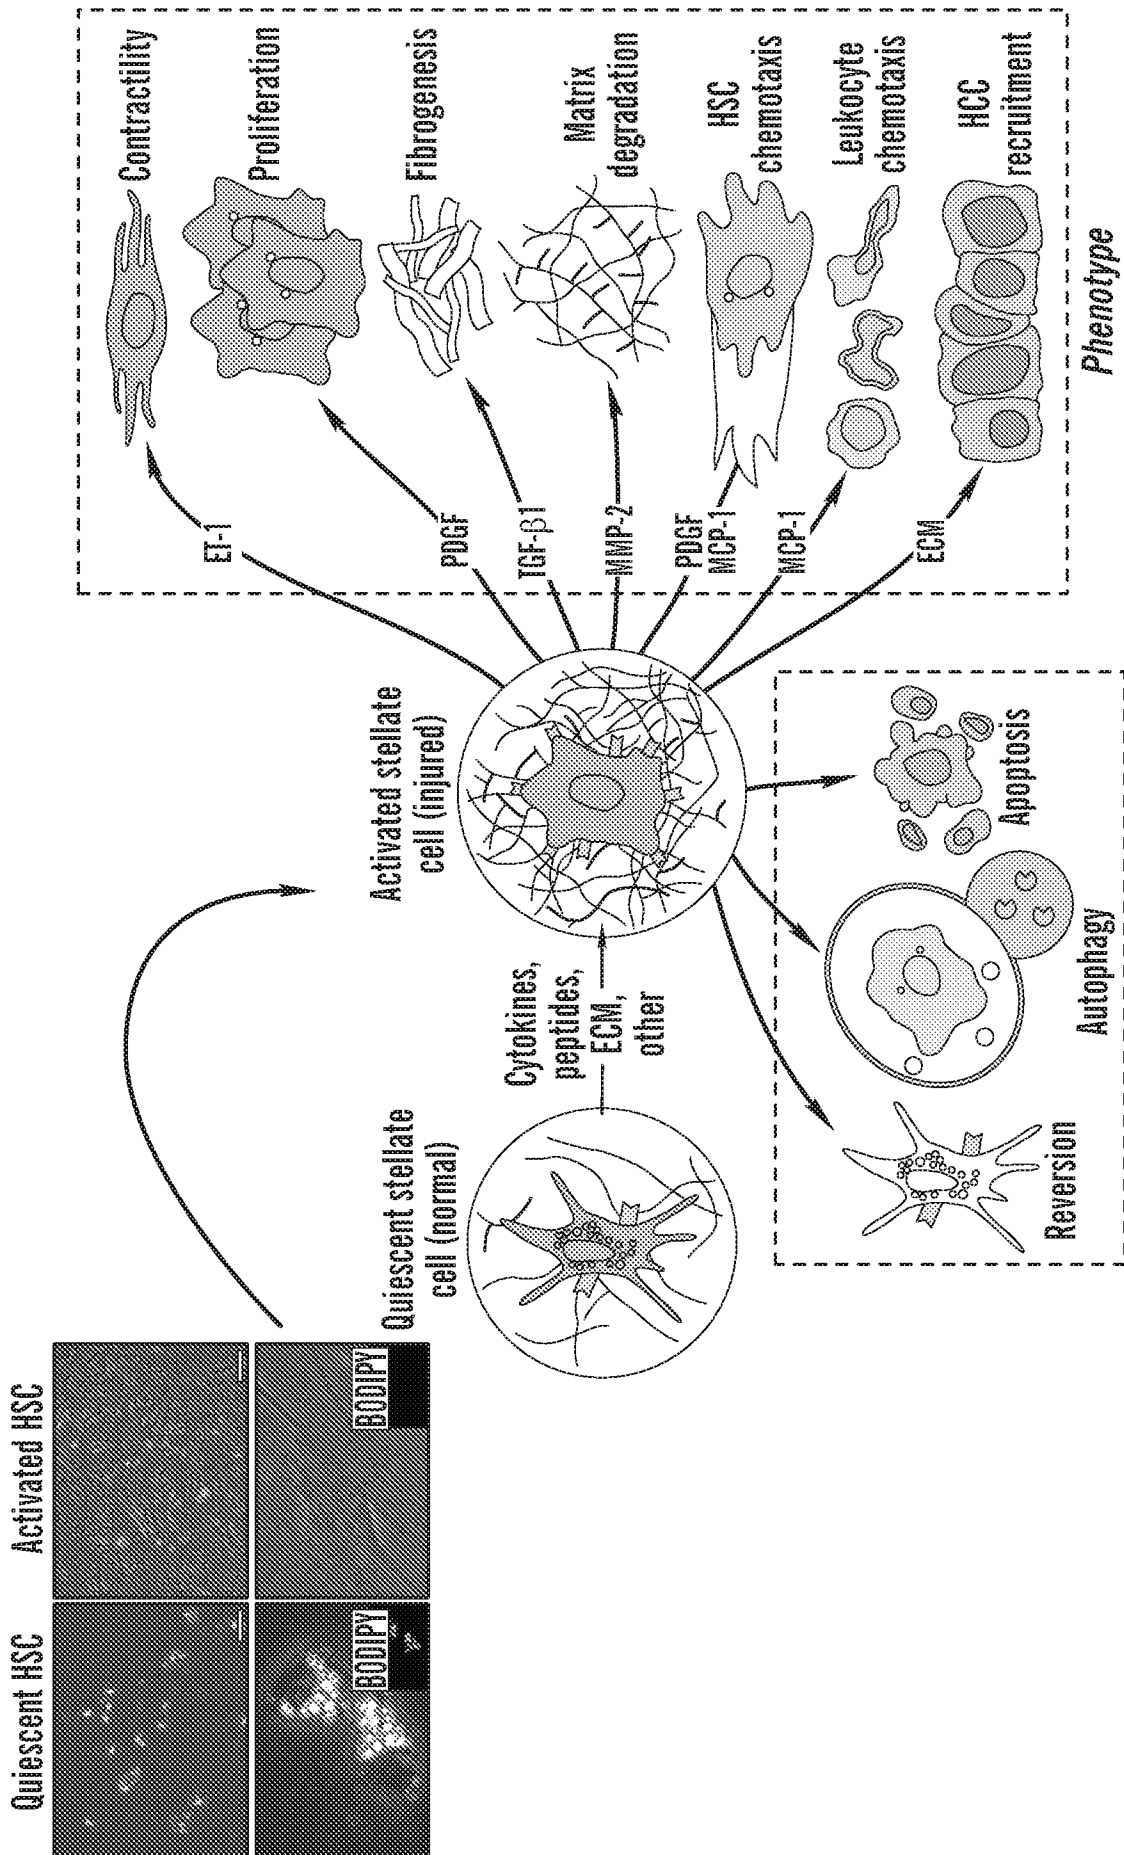 Quiescent HSC
Activated HSC
BODIPY
BODIPY
Quiescent stellate
cell (normal)
Cytokines,
peptides,
ECM,
other
Activated stellate
cell (injured)
ET-1
PDGF
TGF-β1
MMP-2
PDGF
MCP-1
MCP-1
ECM
Contractility
Proliferation
Fibrogenesis
Matrix
degradation
HSC
chemotaxis
Leukocyte
chemotaxis
HCC
recruitment
Phenotype
Reversion
Autophagy
Apoptosis